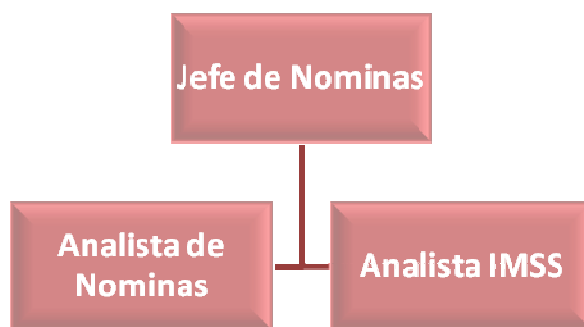 Jefe de Nominas
Analista de
Nominas
Analista IMSS